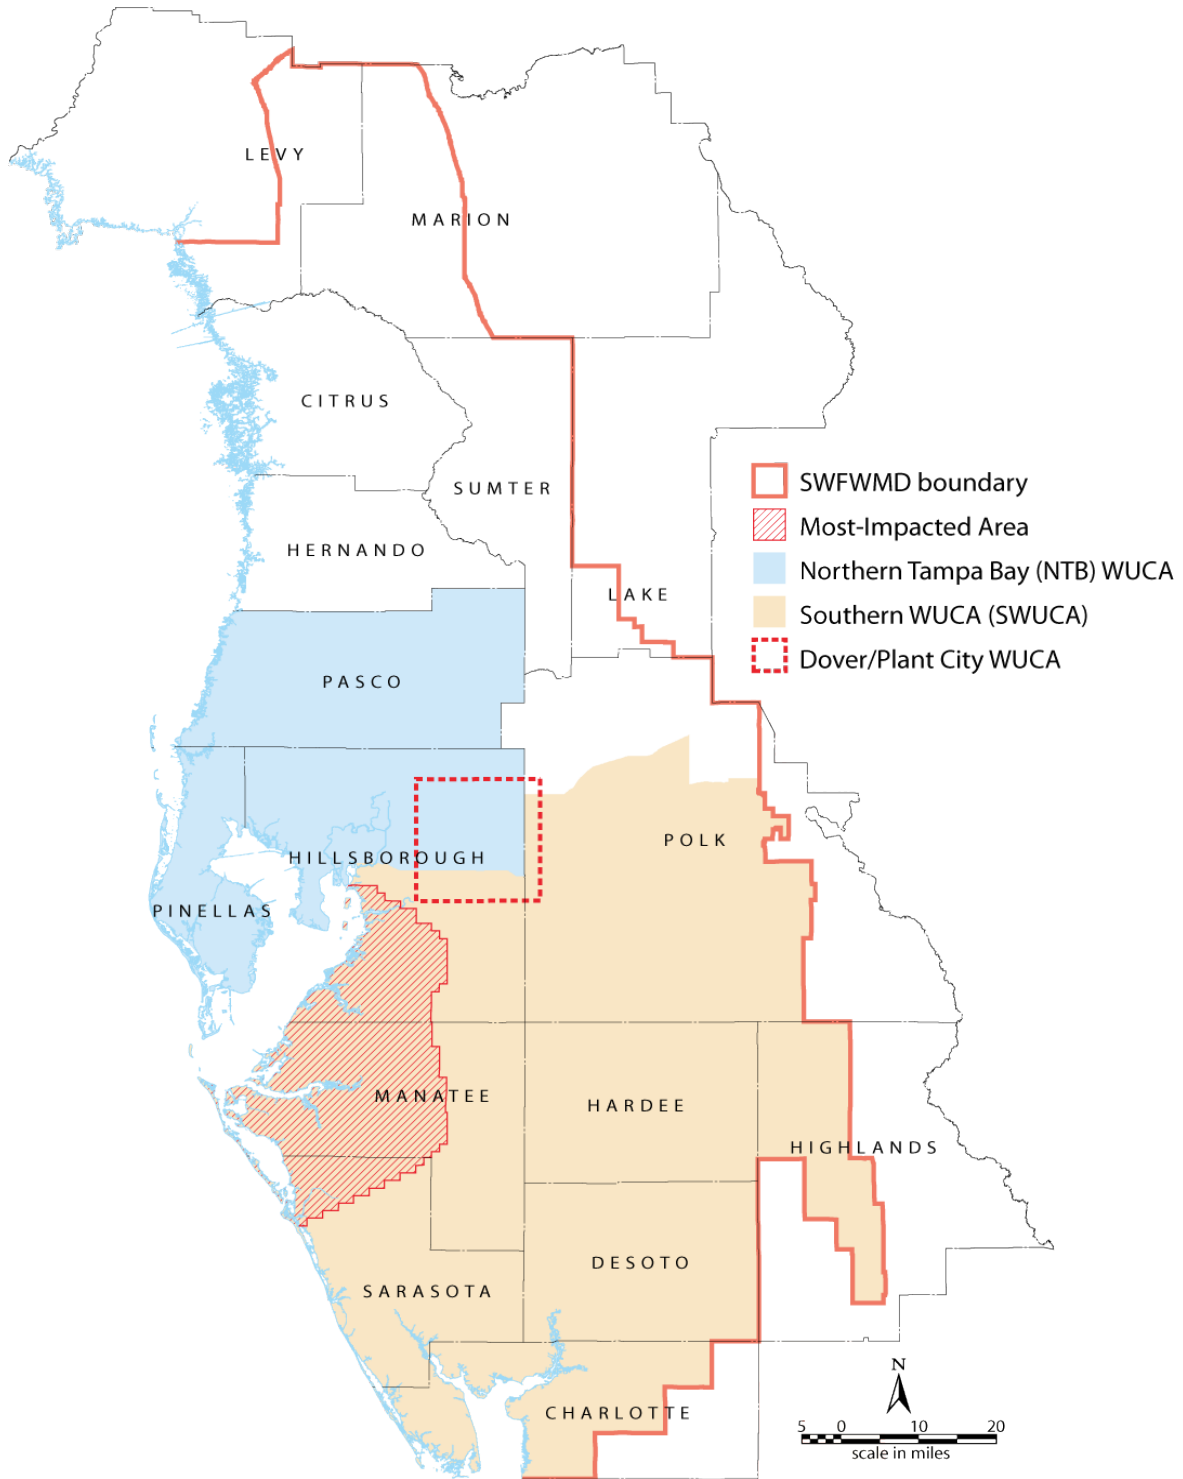 LEVY
MARION
CITRUS
SUMTER
SWFWMD boundary
Most-Impacted Area
HERNANDO
Northern Tampa Bay (NTB) WUCA
LAKE
Southern WUCA (SWUCA)
Dover/Plant City WUCA
PASCO
POLK
HILLSBOROUGH
PINELLAS
MANATEE
HARDEE
HIGHLANDS
DESOTO
SARASOTA
N
CHARLOTTE
5 0 10 20
scale in miles